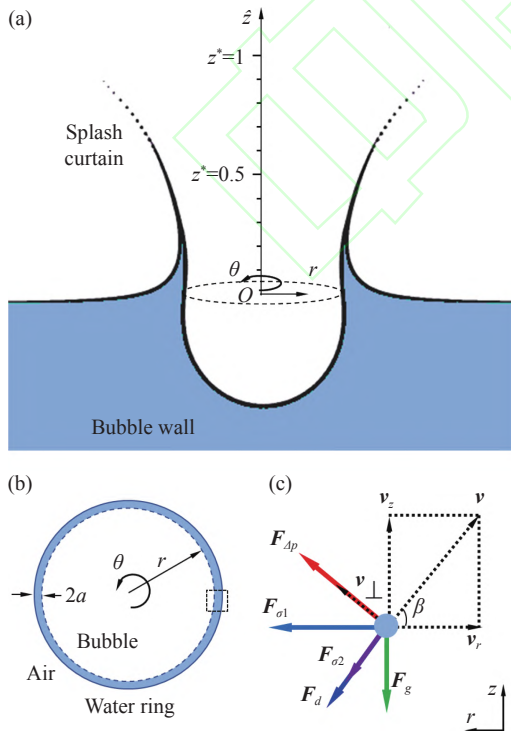 (a)
ẑ
z*=1
Splash
curtain
z*=0.5
θ
r
O
Bubble wall
(b)
θ
r
2a
Bubble
Air
Water ring
(c)
v_z
v
F_Δp
v_⊥
F_σ1
β
F_σ2
v_r
F_d
F_g
z
r